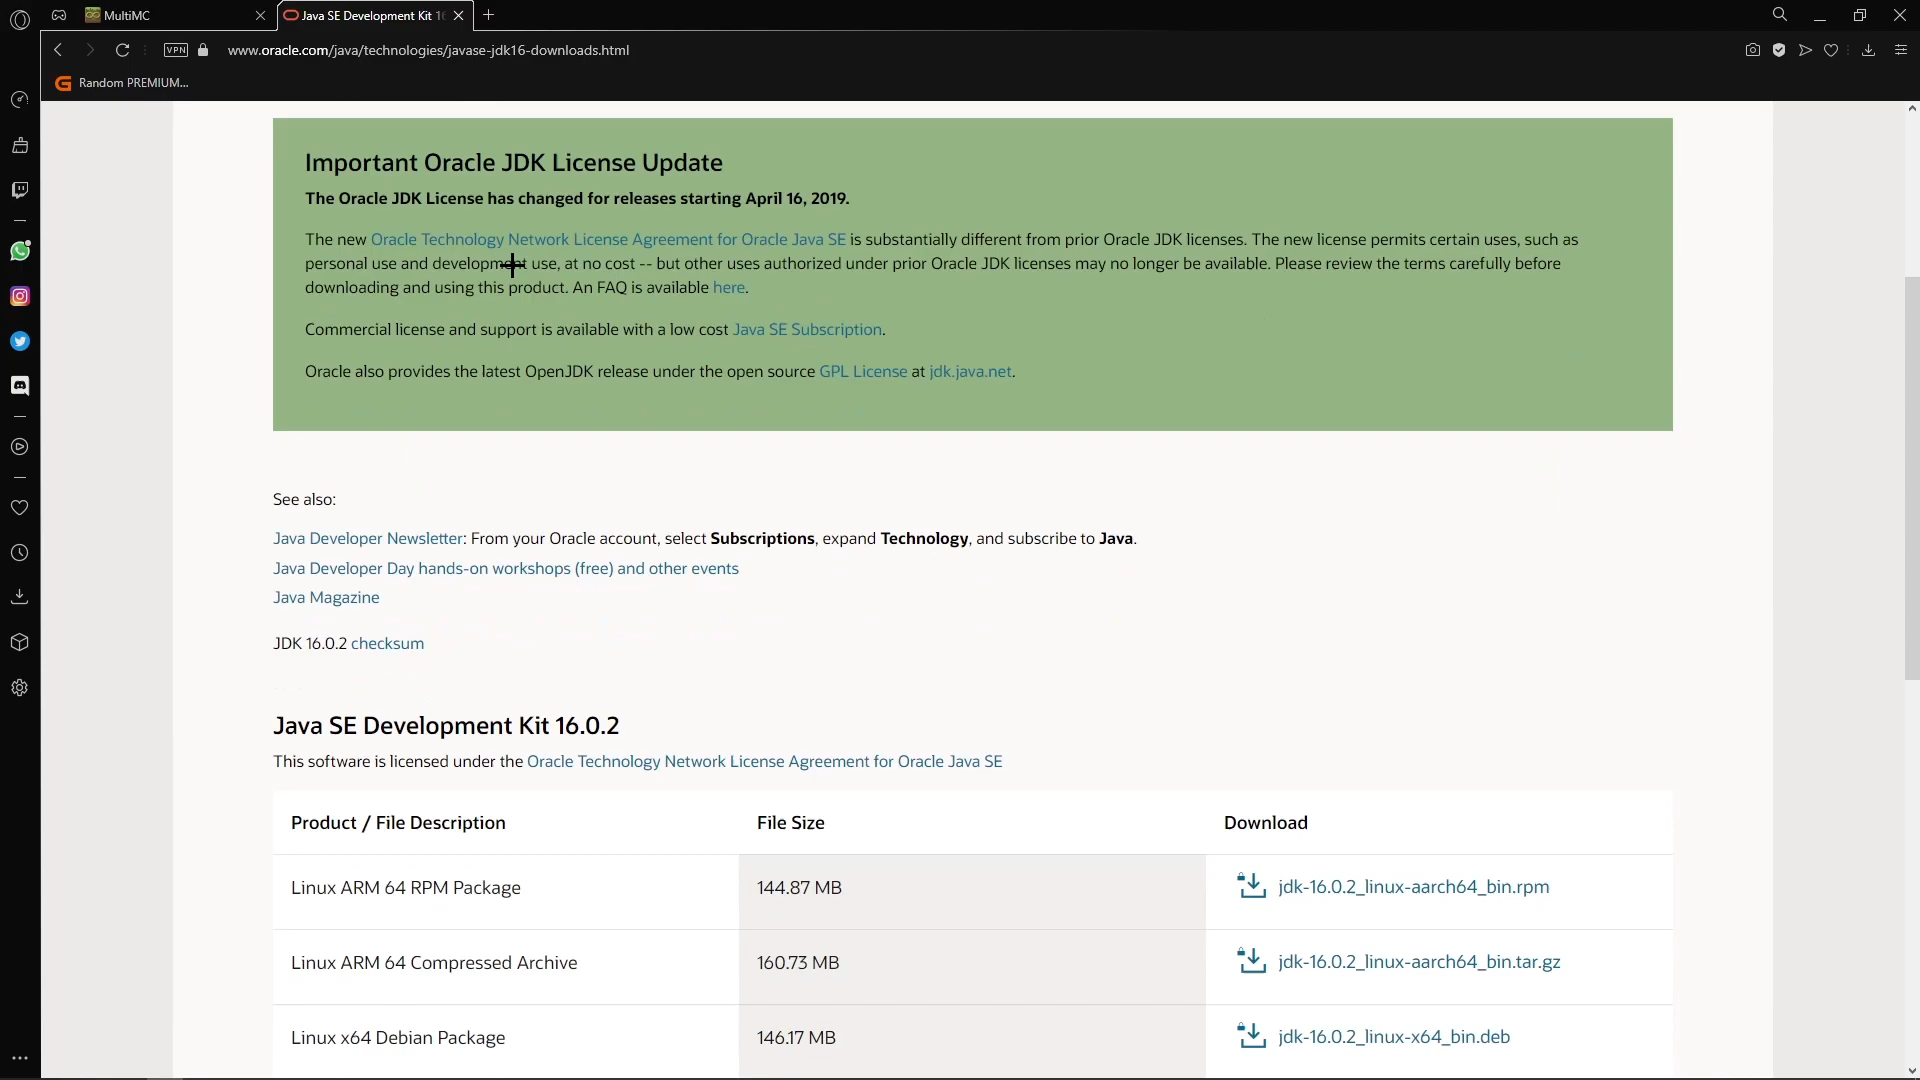 MultiMC
Java SE Development Kit 16
VPN
www.oracle.com/java/technologies/javase-jdk16-downloads.html
Random PREMIUM...
Important Oracle JDK License Update
The Oracle JDK License has changed for releases starting April 16, 2019.
The new Oracle Technology Network License Agreement for Oracle Java SE is substantially different from prior Oracle JDK licenses. The new license permits certain uses, such as
personal use and development use, at no cost -- but other uses authorized under prior Oracle JDK licenses may no longer be available. Please review the terms carefully before
downloading and using this product. An FAQ is available here.
Commercial license and support is available with a low cost Java SE Subscription.
Oracle also provides the latest OpenJDK release under the open source GPL License at jdk.java.net.
See also:
Java Developer Newsletter: From your Oracle account, select Subscriptions, expand Technology, and subscribe to Java.
Java Developer Day hands-on workshops (free) and other events
Java Magazine
JDK 16.0.2 checksum
Java SE Development Kit 16.0.2
This software is licensed under the Oracle Technology Network License Agreement for Oracle Java SE
Product / File Description File Size Download
Linux ARM 64 RPM Package 144.87 MB jdk-16.0.2_linux-aarch64_bin.rpm
Linux ARM 64 Compressed Archive 160.73 MB jdk-16.0.2_linux-aarch64_bin.tar.gz
Linux x64 Debian Package 146.17 MB jdk-16.0.2_linux-x64_bin.deb